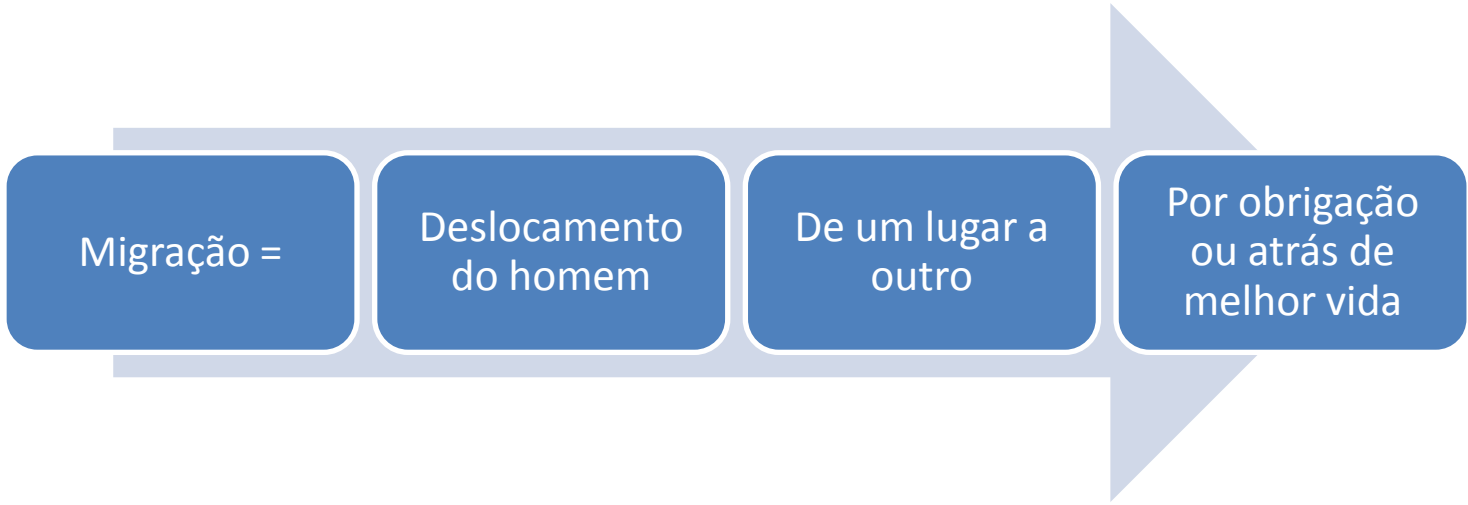 Migração =
Deslocamento
do homem
De um lugar a
outro
Por obrigação
ou atrás de
melhor vida